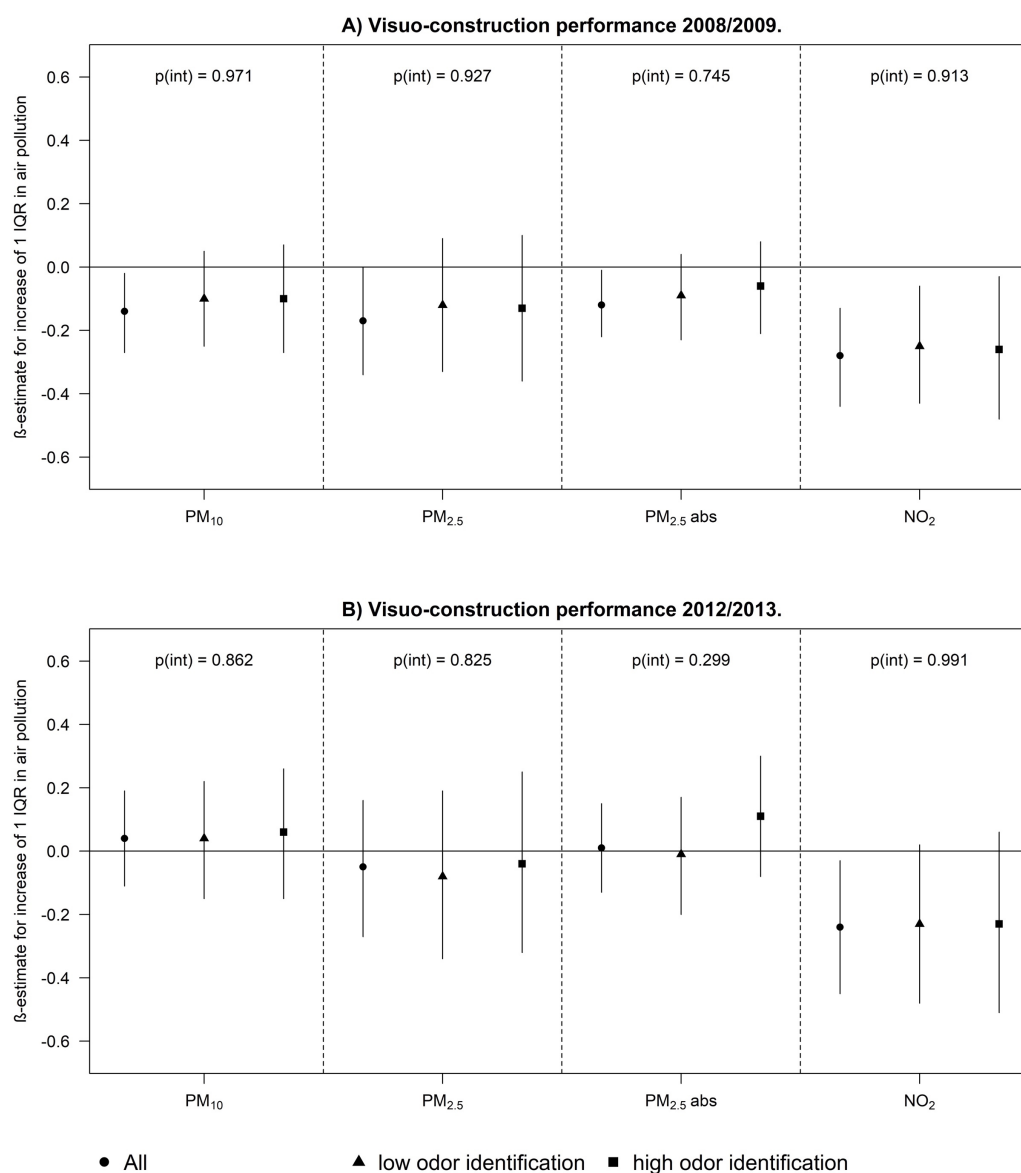 A) Visuo-construction performance 2008/2009.
ß-estimate for increase of 1 IQR in air pollution
0.6
0.4
0.2
0.0
-0.2
-0.4
-0.6
p(int) = 0.971 p(int) = 0.927 p(int) = 0.745 p(int) = 0.913
PM₁₀ PM₂.₅ PM₂.₅ abs NO₂
B) Visuo-construction performance 2012/2013.
ß-estimate for increase of 1 IQR in air pollution
0.6
0.4
0.2
0.0
-0.2
-0.4
-0.6
p(int) = 0.862 p(int) = 0.825 p(int) = 0.299 p(int) = 0.991
PM₁₀ PM₂.₅ PM₂.₅ abs NO₂
All low odor identification high odor identification